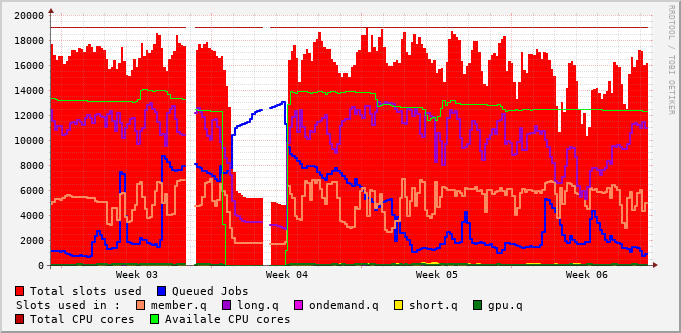 20000
18000
16000
14000
12000
10000
8000
6000
4000
2000
0
Week 03 Week 04 Week 05 Week 06
Total slots used Queued Jobs
Slots used in : member.q long.q ondemand.q short.q gpu.q
Total CPU cores Availale CPU cores
RRDTOOL / TOBI OETIKER